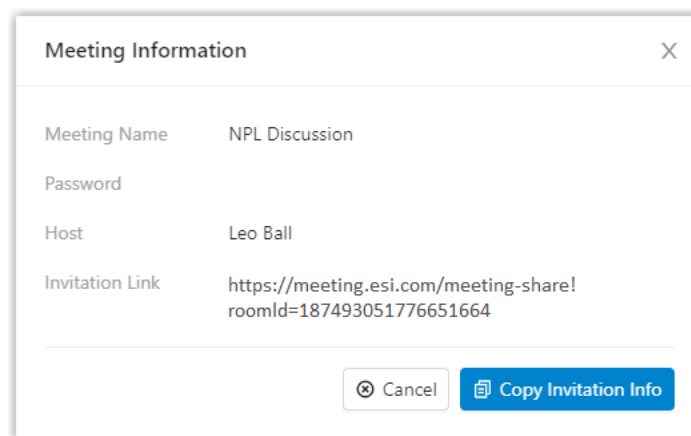 Meeting Information X
Meeting Name NPL Discussion
Password
Host Leo Ball
Invitation Link https://meeting.esi.com/meeting-share!
roomld=187493051776651664
Cancel Copy Invitation Info